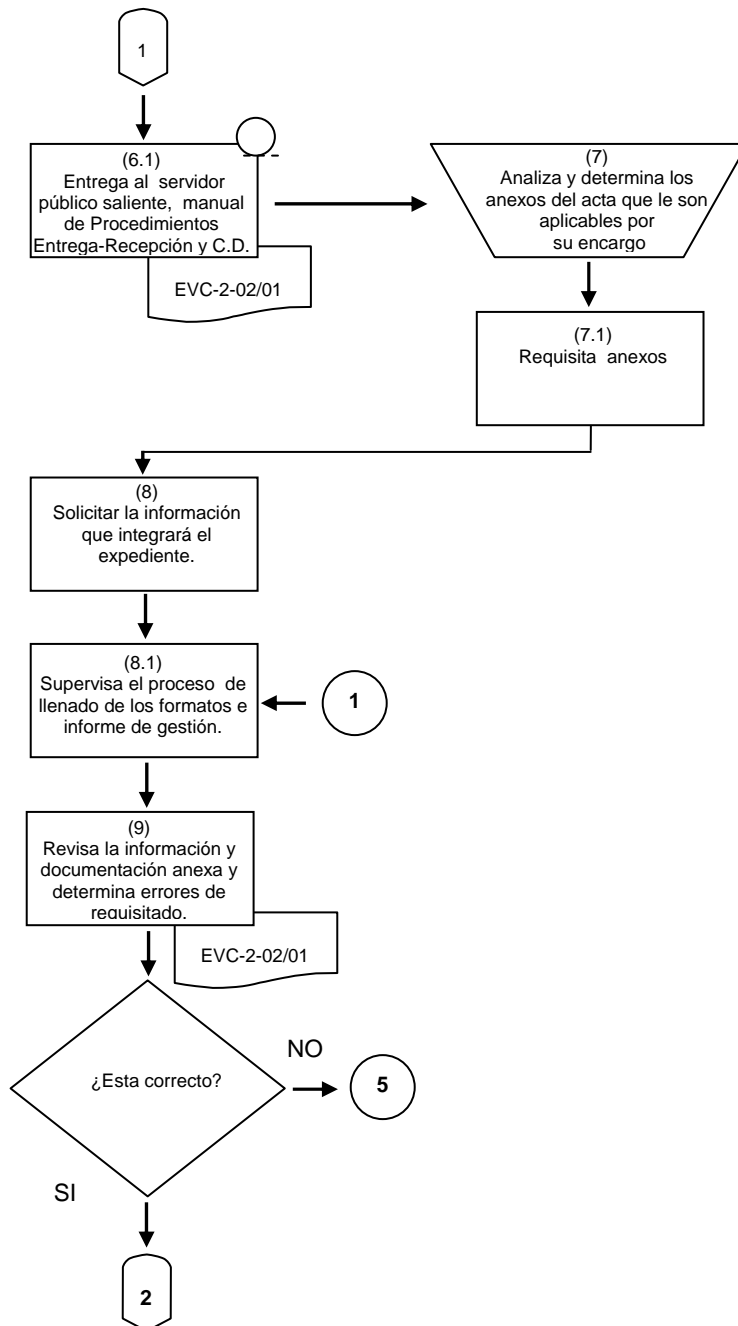 1
(6.1)
Entrega al servidor
público saliente, manual
de Procedimientos
Entrega-Recepción y C.D.
EVC-2-02/01
(7)
Analiza y determina los
anexos del acta que le son
aplicables por
su encargo
(7.1)
Requisita anexos
(8)
Solicitar la información
que integrará el
expediente.
(8.1)
Supervisa el proceso de
llenado de los formatos e
informe de gestión.
1
(9)
Revisa la información y
documentación anexa y
determina errores de
requisitado.
EVC-2-02/01
¿Esta correcto?
NO
5
SI
2